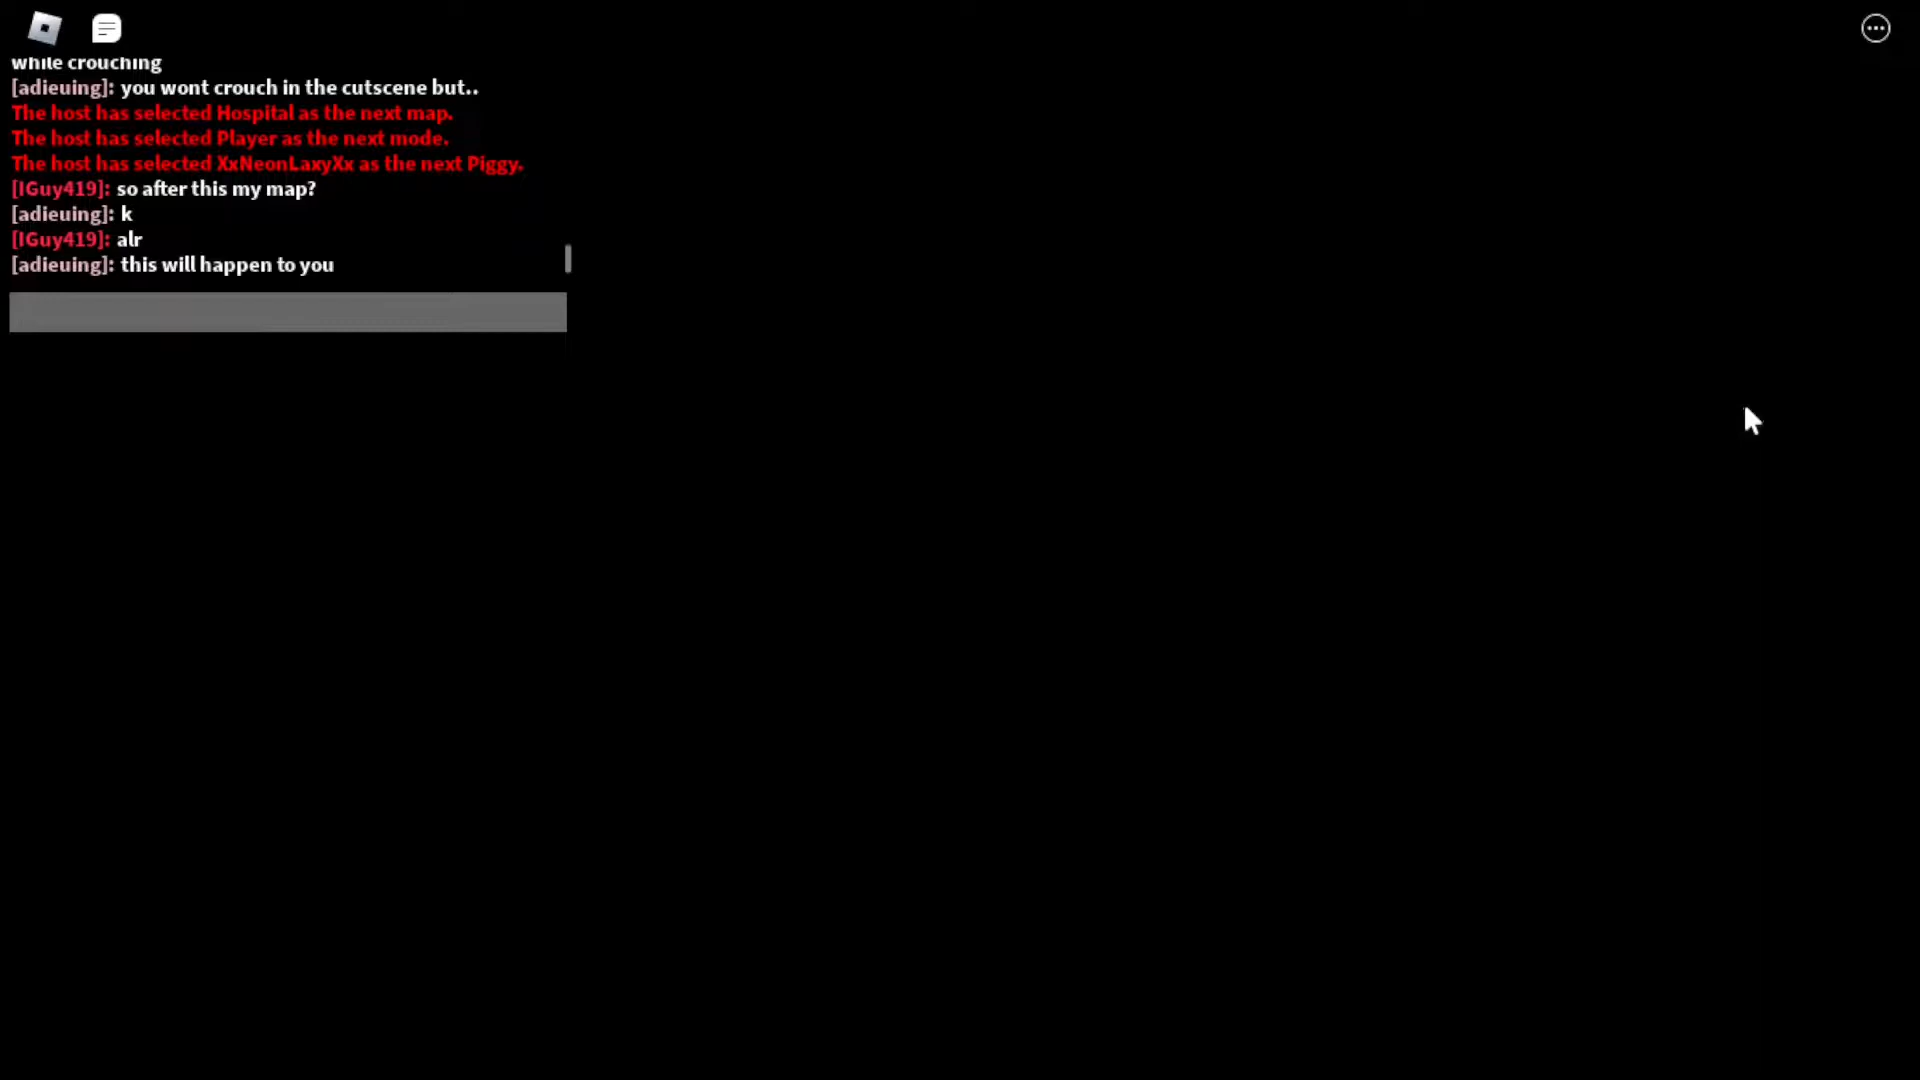 while crouching
[adieuing]: you wont crouch in the cutscene but..
The host has selected Hospital as the next map.
The host has selected Player as the next mode.
The host has selected XxNeonLaxyXx as the next Piggy.
[IGuy419]: so after this my map?
[adieuing]: k
[IGuy419]: alr
[adieuing]: this will happen to you